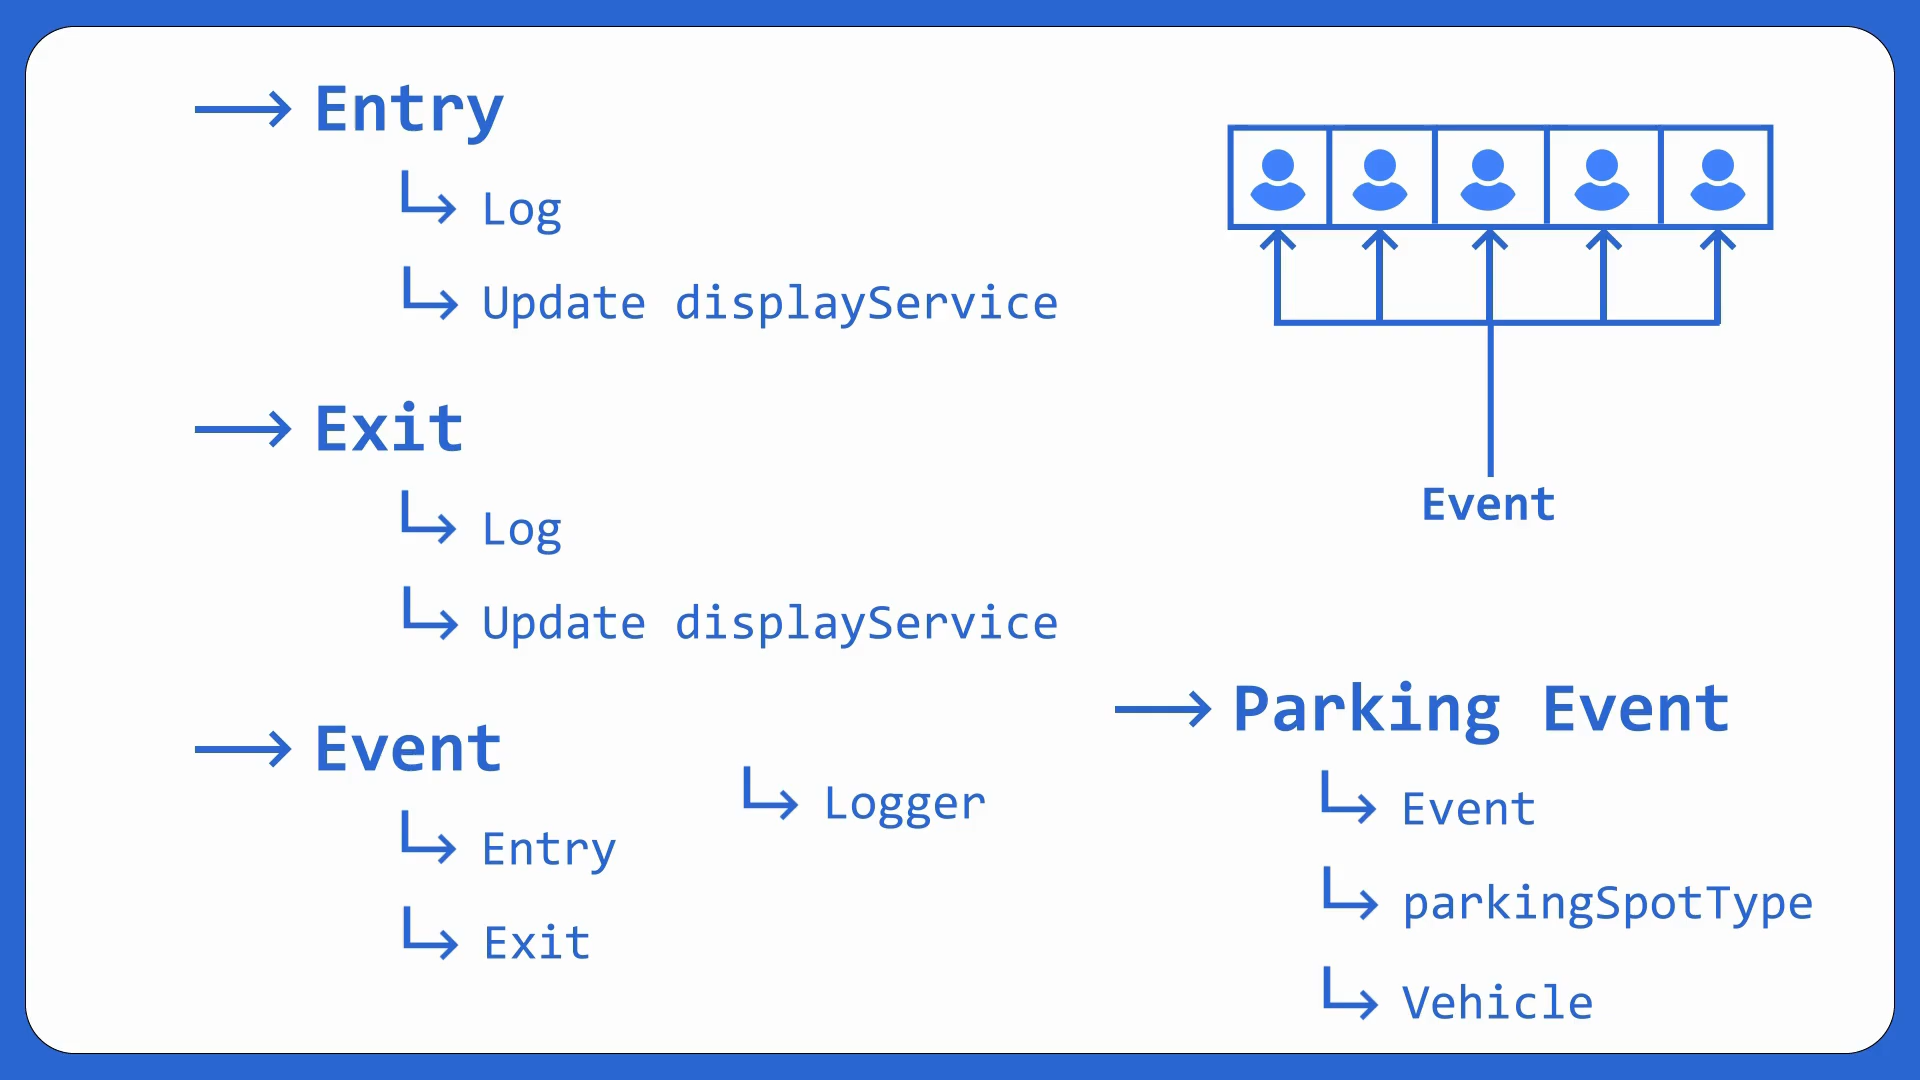 Entry
Log
Update displayService
Exit
Log
Update displayService
Event
Entry
Exit
Logger
Event
Parking Event
Event
parkingSpotType
Vehicle